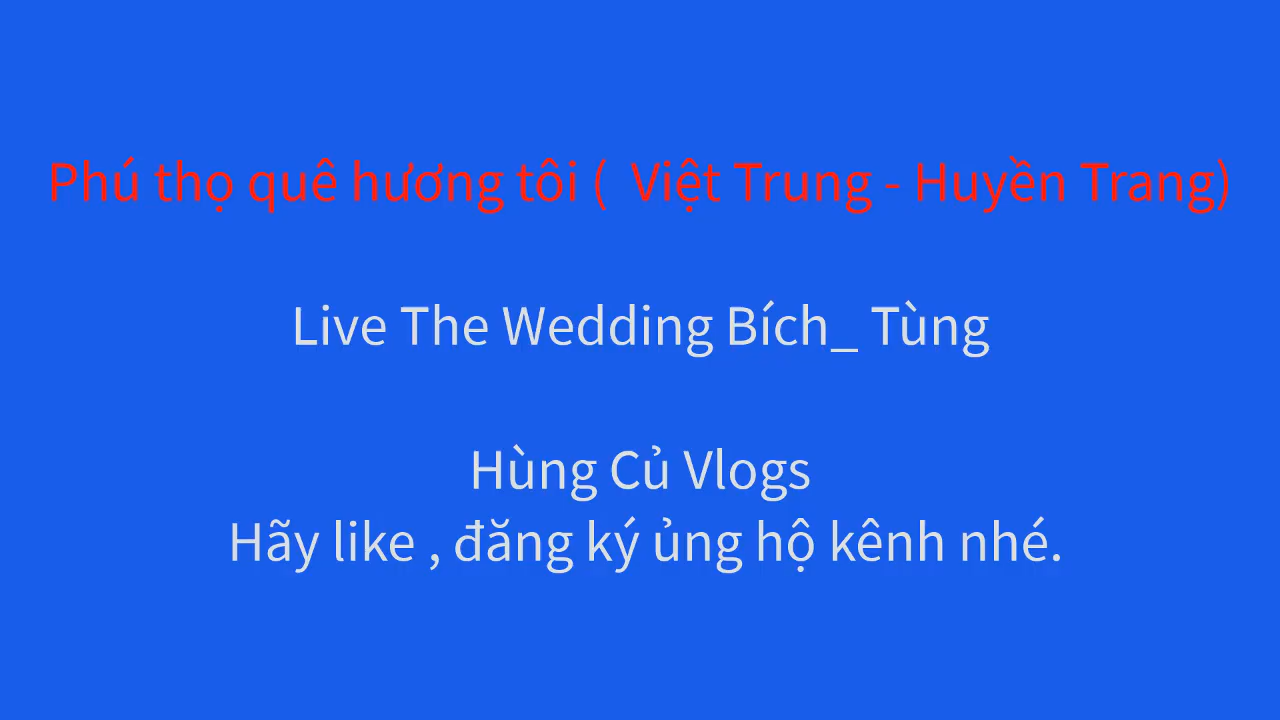 Phú thọ quê hương tôi (  Việt Trung - Huyền Trang)
Live The Wedding Bích_ Tùng
Hùng Củ Vlogs
Hãy like , đăng ký ủng hộ kênh nhé.